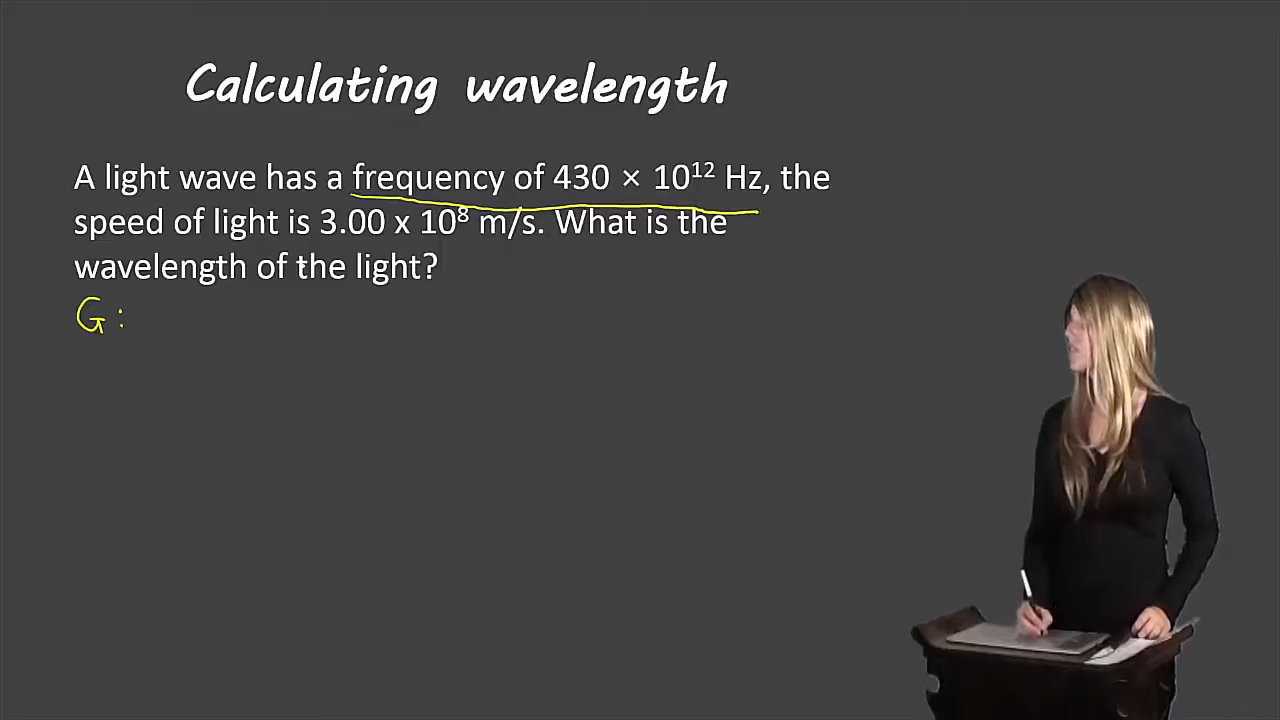 Calculating wavelength
A light wave has a frequency of 430 × 10¹² Hz, the
speed of light is 3.00 x 10⁸ m/s. What is the
wavelength of the light?
G: